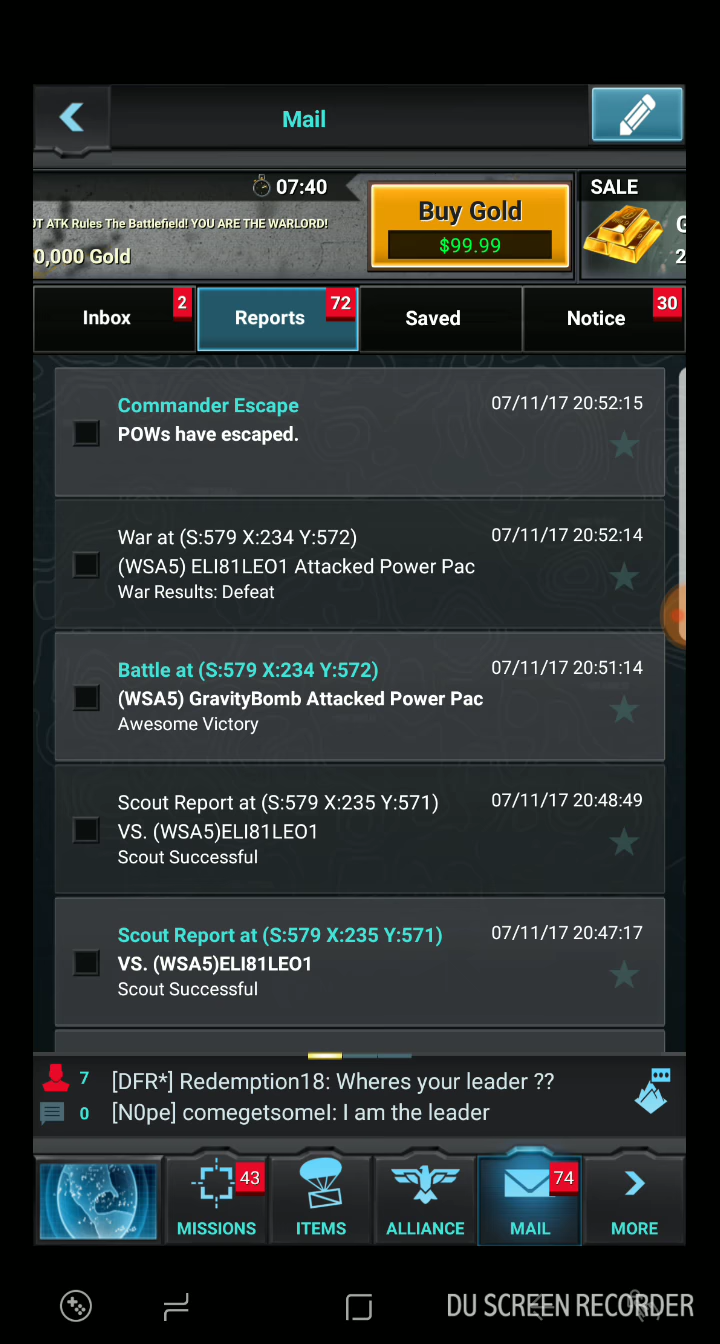 Mail
07:40
SALE
Buy Gold
JT ATK Rules The Battlefield! YOU ARE THE WARLORD!
$99.99
G
0,000 Gold
2
Inbox
2
Reports
72
Saved
Notice
30
Commander Escape
07/11/17 20:52:15
POWs have escaped.
War at (S:579 X:234 Y:572)
07/11/17 20:52:14
(WSA5) ELI81LEO1 Attacked Power Pac
War Results: Defeat
Battle at (S:579 X:234 Y:572)
07/11/17 20:51:14
(WSA5) GravityBomb Attacked Power Pac
Awesome Victory
Scout Report at (S:579 X:235 Y:571)
07/11/17 20:48:49
VS. (WSA5)ELI81LEO1
Scout Successful
Scout Report at (S:579 X:235 Y:571)
07/11/17 20:47:17
VS. (WSA5)ELI81LEO1
Scout Successful
7
[DFR*] Redemption18: Wheres your leader ??
0
[N0pe] comegetsomeI: I am the leader
43
74
MISSIONS
ITEMS
ALLIANCE
MAIL
MORE
DU SCREEN RECORDER